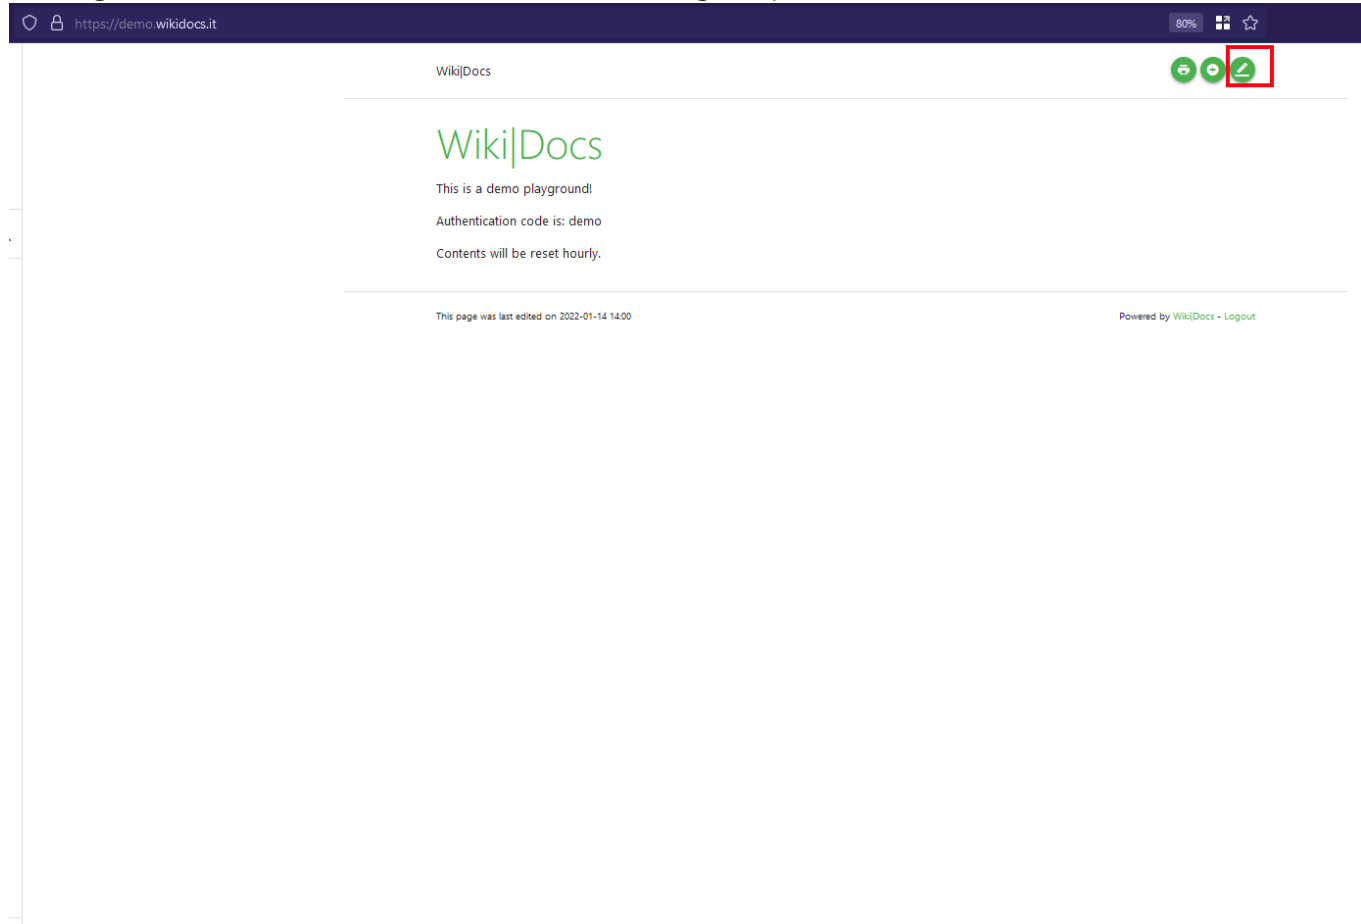 https://demo.wikidocs.it
80%
Wiki|Docs
Wiki|Docs
This is a demo playground!
Authentication code is: demo
Contents will be reset hourly.
This page was last edited on 2022-01-14 14:00
Powered by Wiki|Docs - Logout